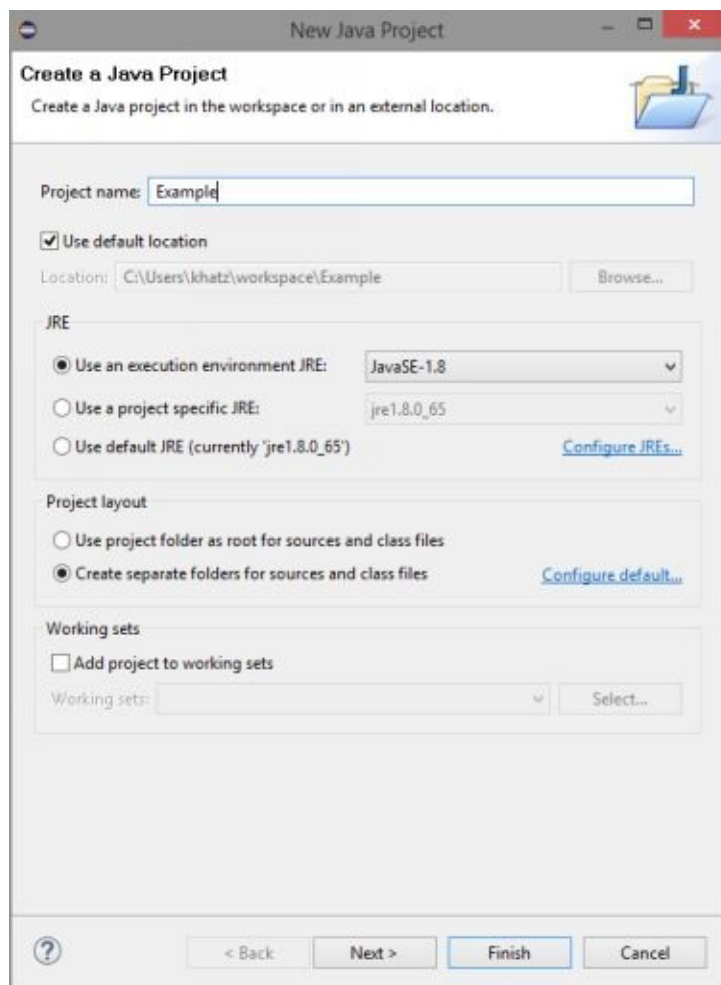 New Java Project
Create a Java Project
Create a Java project in the workspace or in an external location.
Project name: Example
Use default location
Location: C:\Users\khatz\workspace\Example Browse...
JRE
Use an execution environment JRE: JavaSE-1.8
Use a project specific JRE: jre1.8.0_65
Use default JRE (currently 'jre1.8.0_65') Configure JREs...
Project layout
Use project folder as root for sources and class files
Create separate folders for sources and class files Configure default...
Working sets
Add project to working sets
Working sets: Select...
? < Back Next > Finish Cancel